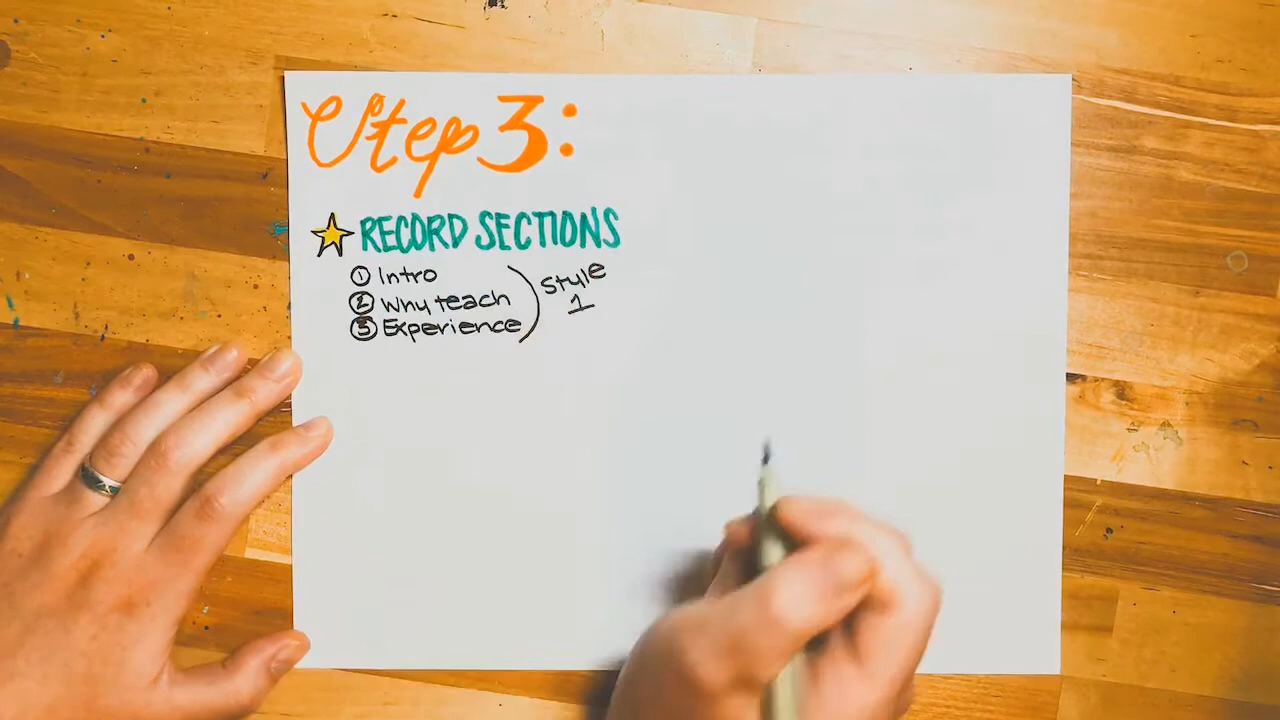 Step 3:
RECORD SECTIONS
① Intro
② Why teach
③ Experience
Style
1